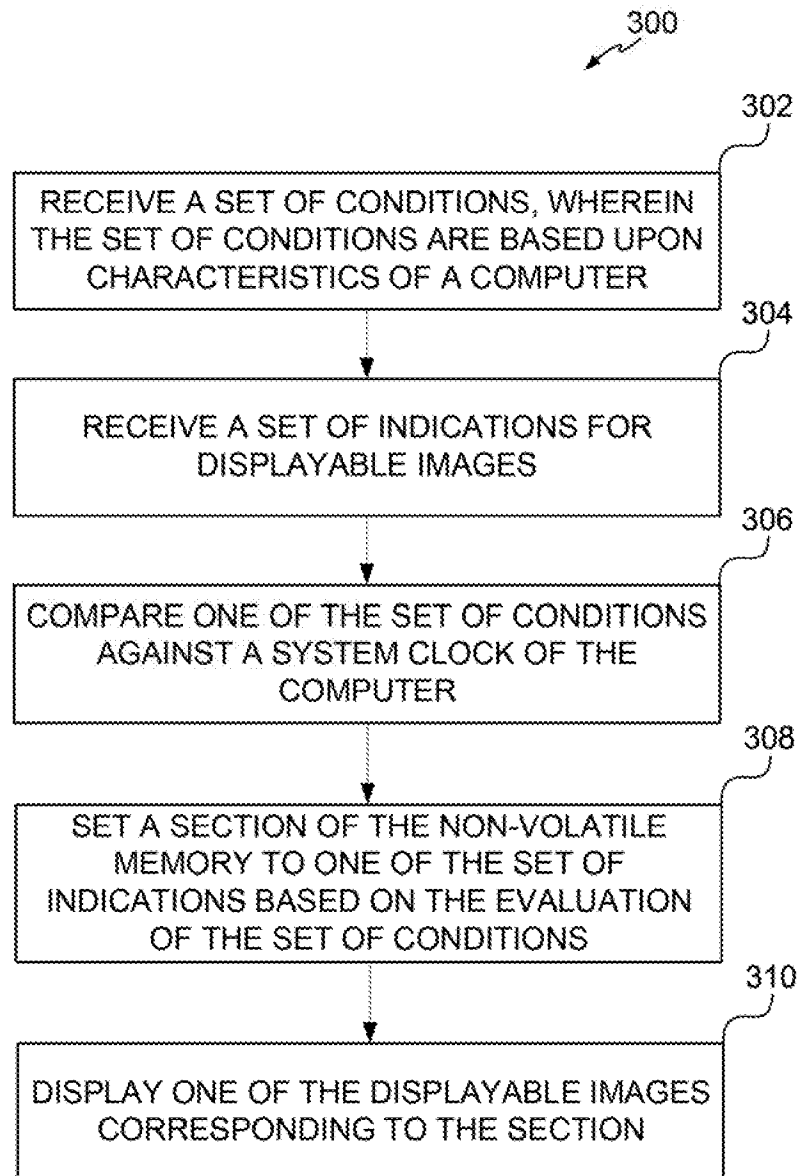 300
302
RECEIVE A SET OF CONDITIONS, WHEREIN
THE SET OF CONDITIONS ARE BASED UPON
CHARACTERISTICS OF A COMPUTER
304
RECEIVE A SET OF INDICATIONS FOR
DISPLAYABLE IMAGES
306
COMPARE ONE OF THE SET OF CONDITIONS
AGAINST A SYSTEM CLOCK OF THE
COMPUTER
308
SET A SECTION OF THE NON-VOLATILE
MEMORY TO ONE OF THE SET OF
INDICATIONS BASED ON THE EVALUATION
OF THE SET OF CONDITIONS
310
DISPLAY ONE OF THE DISPLAYABLE IMAGES
CORRESPONDING TO THE SECTION